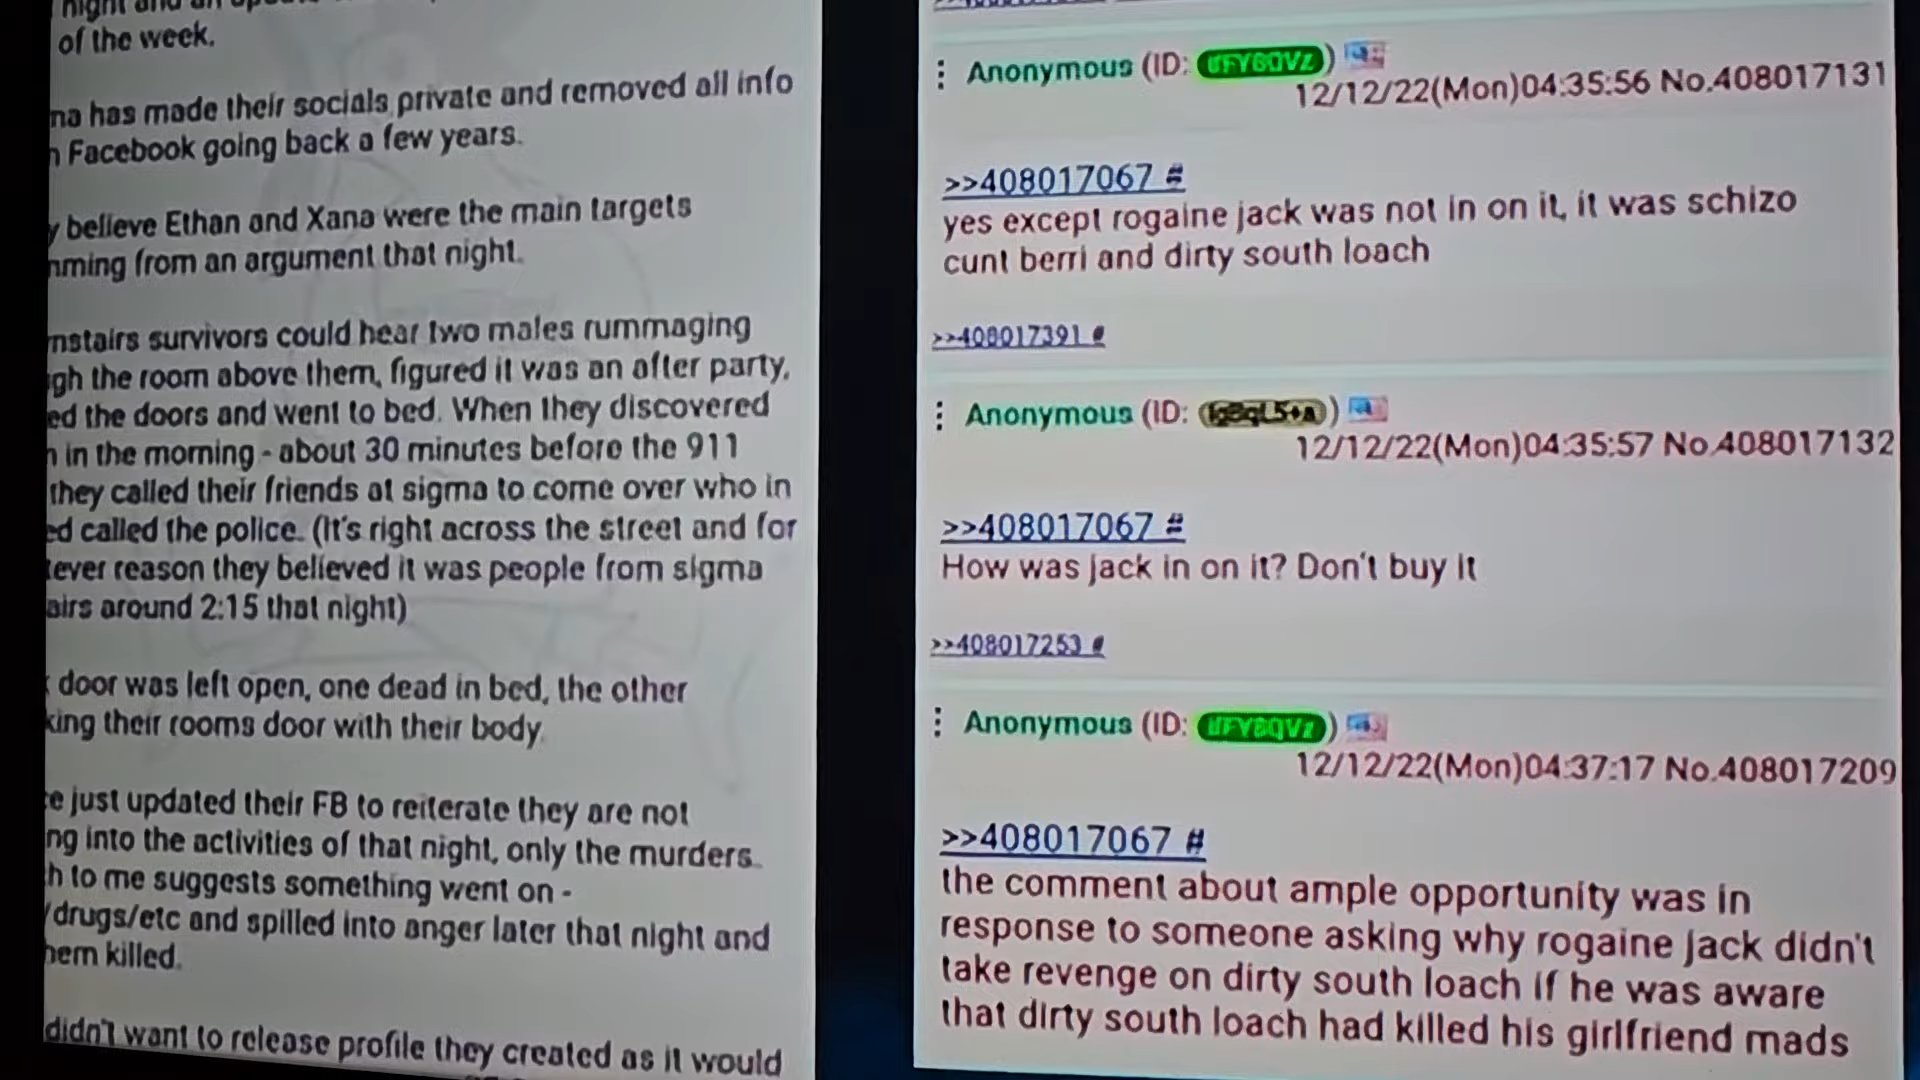 night and an
of the week.
na has made their socials private and removed all info
Facebook going back a few years.
believe Ethan and Xana were the main targets
mming from an argument that night.
nstairs survivors could hear two males rummaging
gh the room above them, figured it was an after party,
ed the doors and went to bed. When they discovered
in the morning - about 30 minutes before the 911
they called their friends at sigma to come over who in
ed called the police. (It's right across the street and for
ever reason they believed it was people from sigma
airs around 2:15 that night)
door was left open, one dead in bed, the other
king their rooms door with their body.
e just updated their FB to reiterate they are not
ng into the activities of that night, only the murders.
h to me suggests something went on -
/drugs/etc and spilled into anger later that night and
hem killed.
didn't want to release profile they created as it would
Anonymous (ID: )
12/12/22(Mon)04:35:56 No.408017131
>>408017067 #
yes except rogaine jack was not in on it, it was schizo
cunt berri and dirty south loach
>>408017391 #
Anonymous (ID: )
12/12/22(Mon)04:35:57 No.408017132
>>408017067 #
How was jack in on it? Don't buy it
>>408017253 #
Anonymous (ID: )
12/12/22(Mon)04:37:17 No.408017209
>>408017067 #
the comment about ample opportunity was in
response to someone asking why rogaine jack didn't
take revenge on dirty south loach if he was aware
that dirty south loach had killed his girlfriend mads